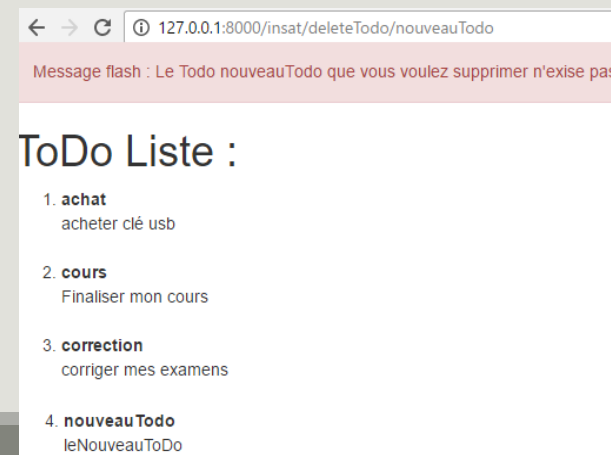 127.0.0.1:8000/insat/deleteTodo/nouveauTodo
Message flash : Le Todo nouveauTodo que vous voulez supprimer n'exise pas
ToDo Liste :
1. achat
acheter clé usb
2. cours
Finaliser mon cours
3. correction
corriger mes examens
4. nouveauTodo
leNouveauToDo